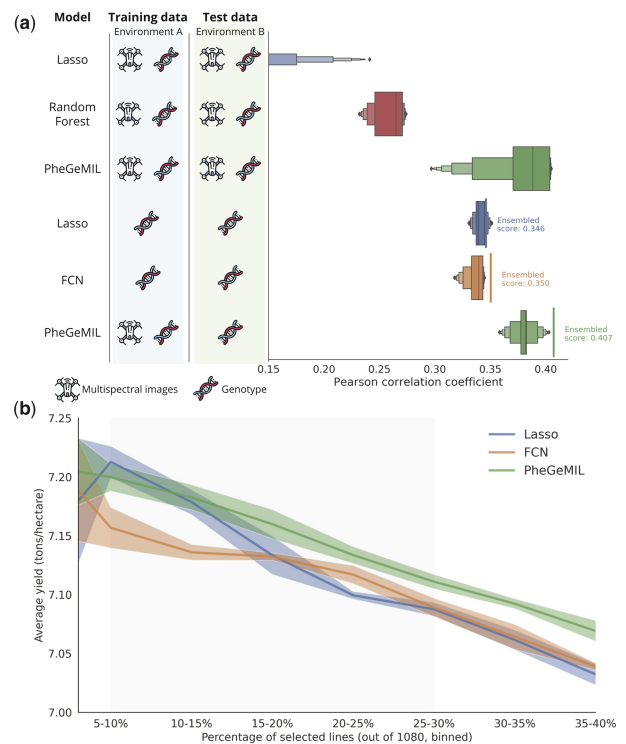 (a) Model Training data Test data
Environment A Environment B
Lasso
Random
Forest
PheGeMIL
Lasso
Ensembled
score: 0.346
FCN
Ensembled
score: 0.350
PheGeMIL
Ensembled
score: 0.407
0.15 0.20 0.25 0.30 0.35 0.40
Pearson correlation coefficient
Multispectral images Genotype
(b)
7.25
7.20
7.15
7.10
7.05
7.00
Average yield (tons/hectare)
Lasso
FCN
PheGeMIL
5-10% 10-15% 15-20% 20-25% 25-30% 30-35% 35-40%
Percentage of selected lines (out of 1080, binned)